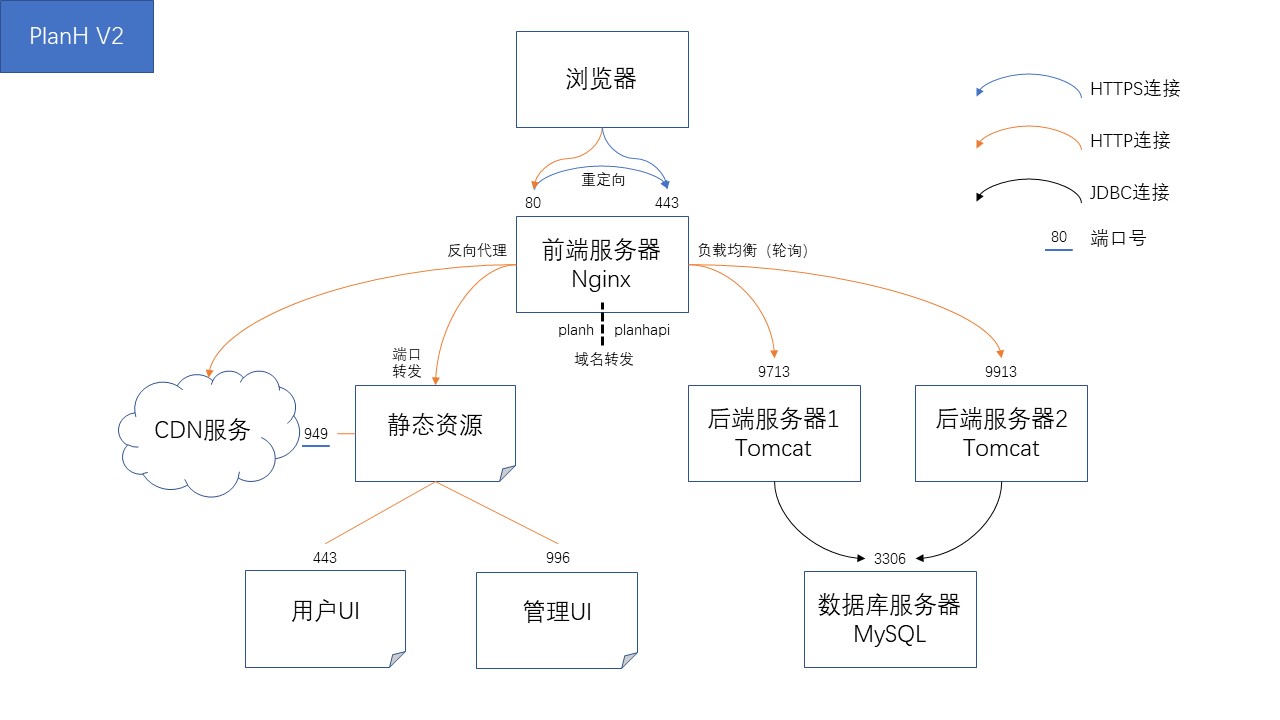 PlanH V2
浏览器
HTTPS连接
HTTP连接
JDBC连接
80
端口号
重定向
80
443
反向代理
前端服务器
Nginx
负载均衡（轮询）
planh
planhapi
域名转发
端口
转发
9713
9913
CDN服务
949
静态资源
后端服务器1
Tomcat
后端服务器2
Tomcat
443
996
3306
用户UI
管理UI
数据库服务器
MySQL